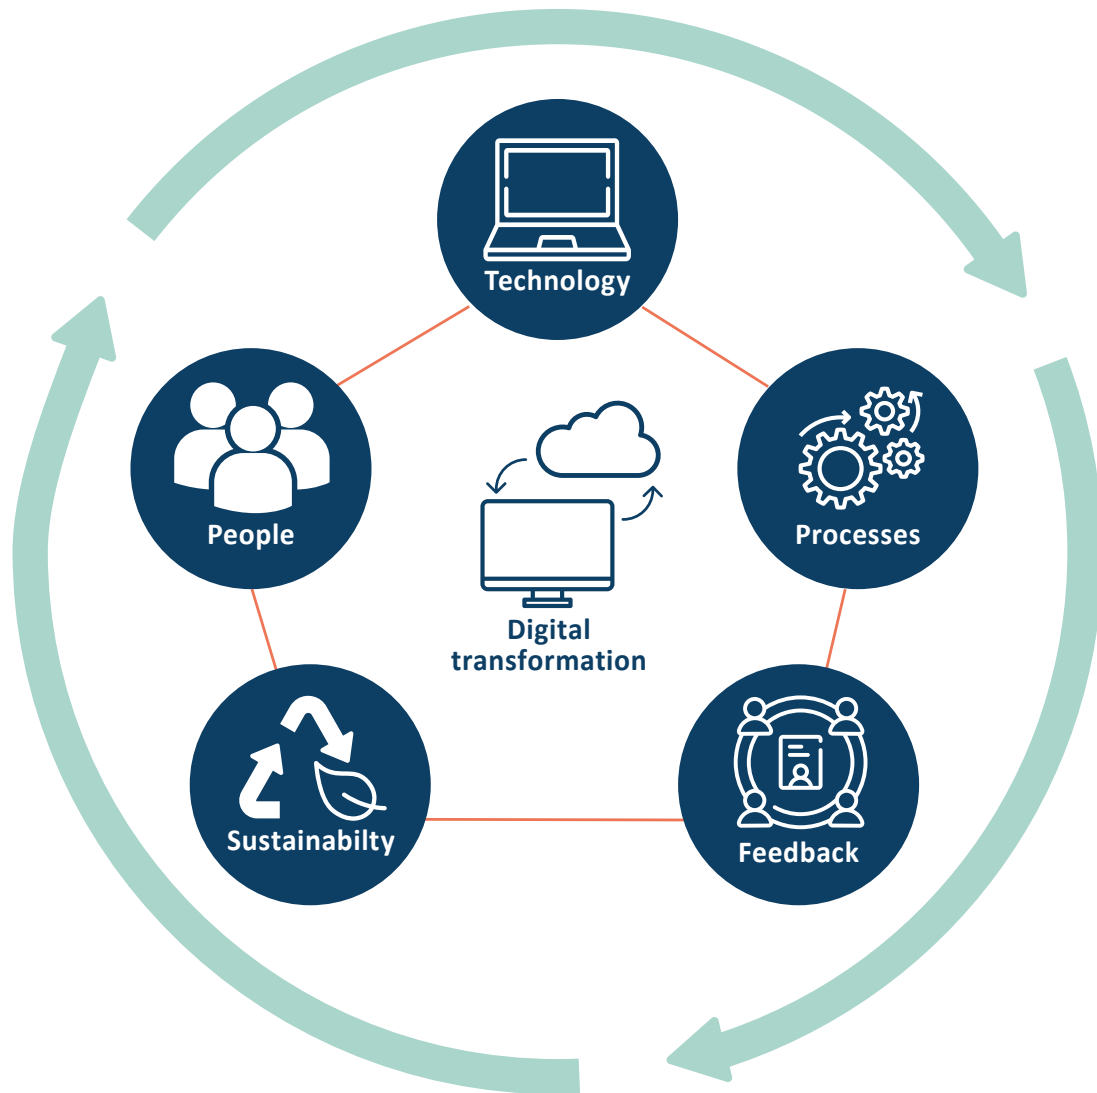 Technology
People
Processes
Digital
transformation
Sustainabilty
Feedback